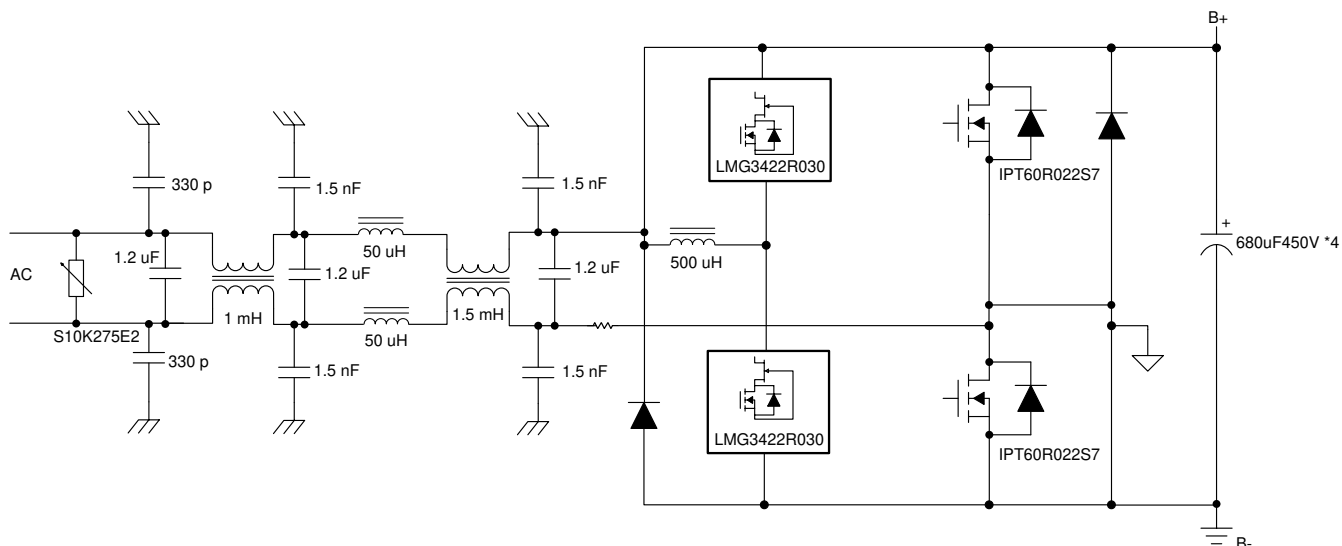 B+
LMG3422R030
IPT60R022S7
330 p
1.5 nF
1.5 nF
AC
1.2 uF
50 uH
1.2 uF
1.2 uF
500 uH
+
680uF450V *4
S10K275E2
1 mH
50 uH
1.5 mH
330 p
1.5 nF
1.5 nF
LMG3422R030
IPT60R022S7
B-